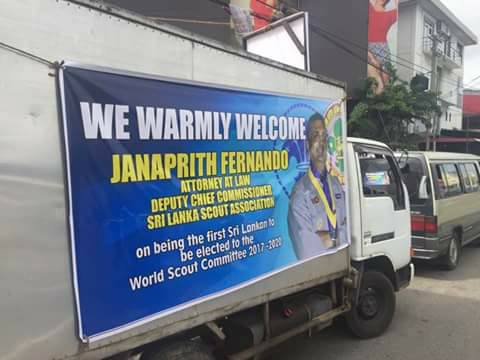 WE WARMLY WELCOME
JANAPRITH FERNANDO
ATTORNEY AT LAW
DEPUTY CHIEF COMMISSIONER
SRI LANKA SCOUT ASSOCIATION
on being the first Sri Lankan to
be elected to the
World Scout Committee 2017-2020